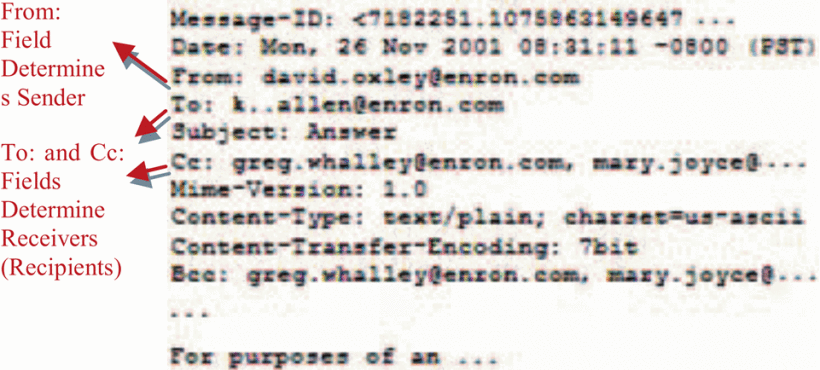 From:
Field
Determine
s Sender
To: and Cc:
Fields
Determine
Receivers
(Recipients)
Message-ID: <7182251.1075863149647 ...
Date: Mon, 26 Nov 2001 08:31:11 -0800 (PST)
From: david.oxley@enron.com
To: k..allen@enron.com
Subject: Answer
Cc: greg.whalley@enron.com, mary.joyce@...
Mime-Version: 1.0
Content-Type: text/plain; charset=us-ascii
Content-Transfer-Encoding: 7bit
Bcc: greg.whalley@enron.com, mary.joyce@...
...
For purposes of an ...